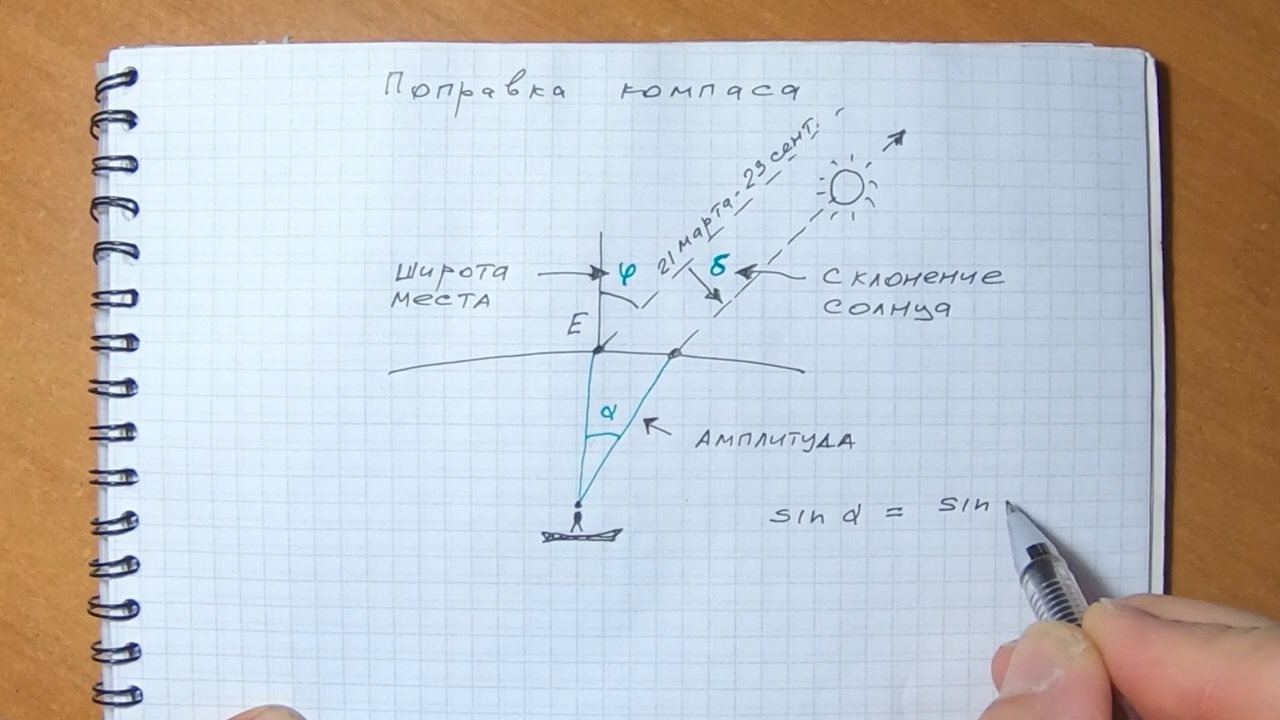 Поправка компаса
21 марта - 23 сент.
Широта
места
φ
δ
Склонение
солнца
E
α
Амплитуда
sin α = sin